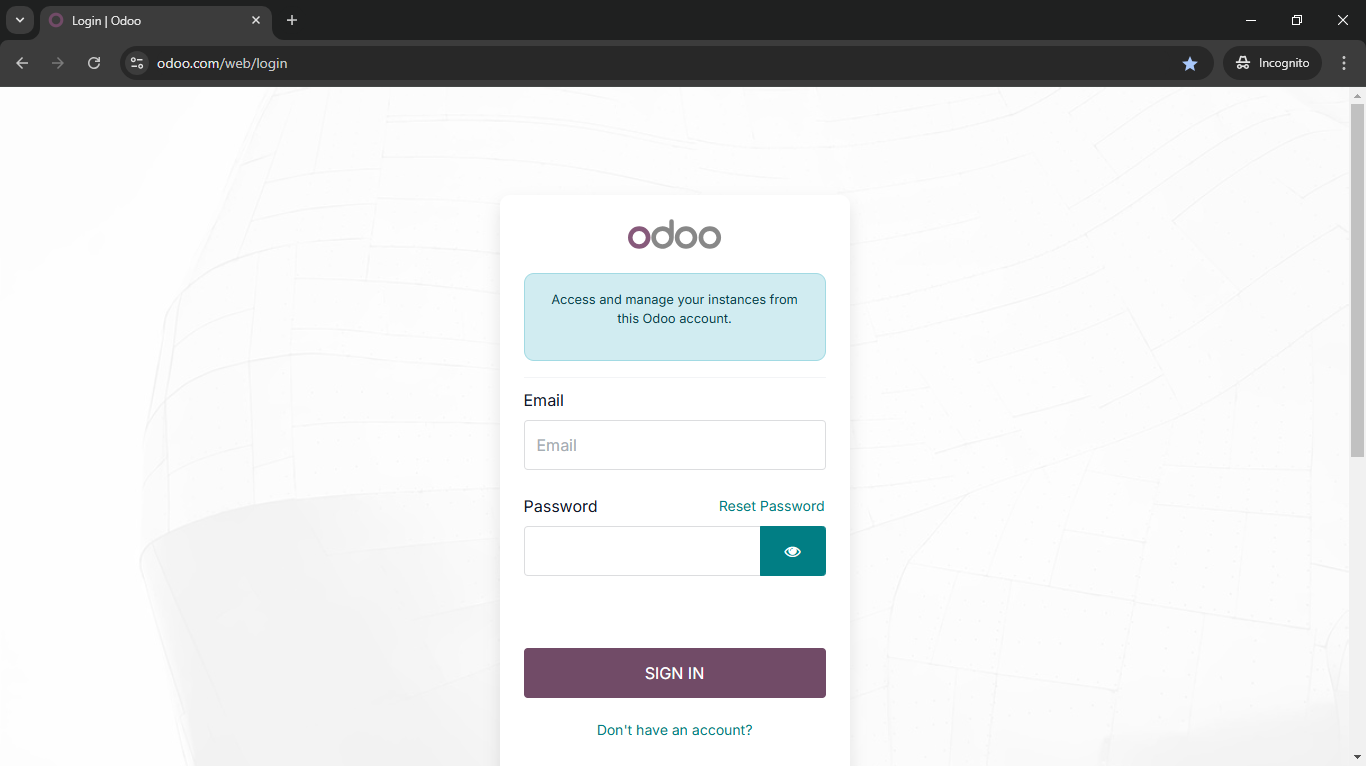 Login | Odoo
odoo.com/web/login
Incognito
odoo
Access and manage your instances from
this Odoo account.
Email
Email
Password
Reset Password
SIGN IN
Don't have an account?